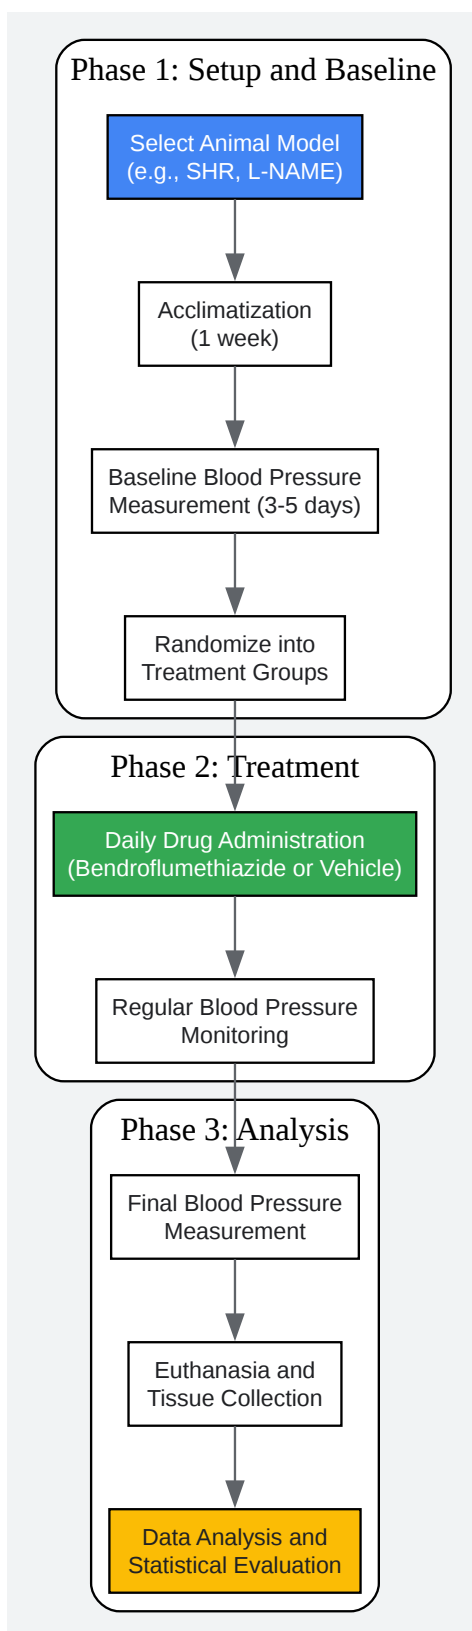 Phase 1: Setup and Baseline
Select Animal Model
(e.g., SHR, L-NAME)
Acclimatization
(1 week)
Baseline Blood Pressure
Measurement (3-5 days)
Randomize into
Treatment Groups
Phase 2: Treatment
Daily Drug Administration
(Bendroflumethiazide or Vehicle)
Regular Blood Pressure
Monitoring
Phase 3: Analysis
Final Blood Pressure
Measurement
Euthanasia and
Tissue Collection
Data Analysis and
Statistical Evaluation